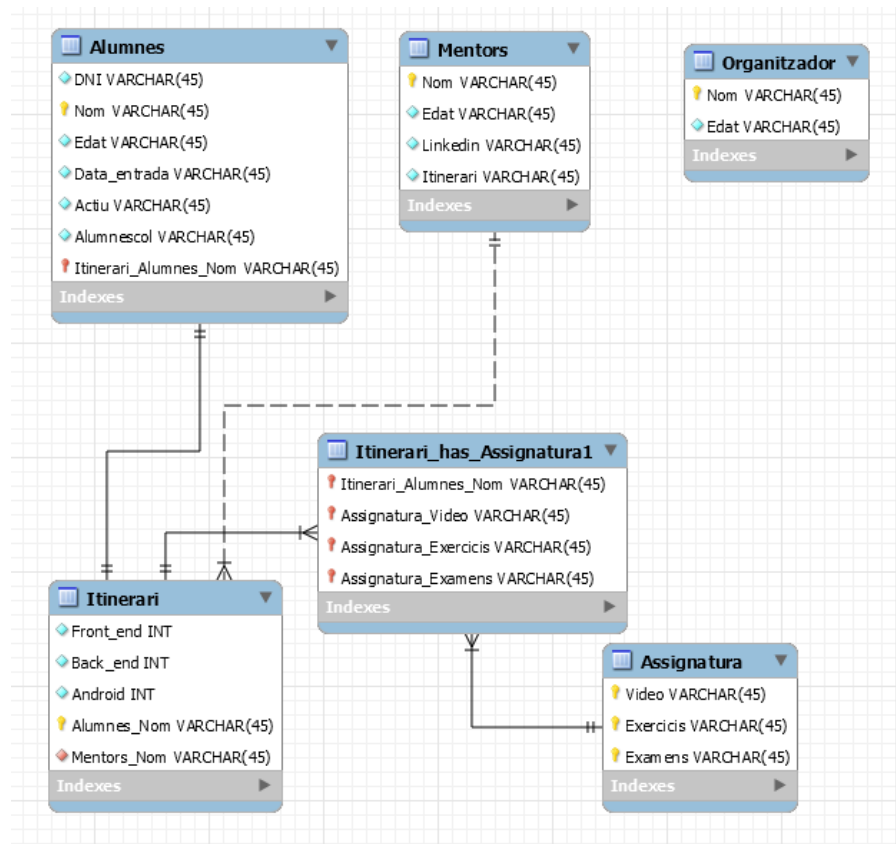 Alumnes
DNI VARCHAR(45)
Nom VARCHAR(45)
Edat VARCHAR(45)
Data_entrada VARCHAR(45)
Actiu VARCHAR(45)
Alumnescol VARCHAR(45)
Itinerari_Alumnes_Nom VARCHAR(45)
Indexes
Mentors
Nom VARCHAR(45)
Edat VARCHAR(45)
Linkedin VARCHAR(45)
Itinerari VARCHAR(45)
Indexes
Organitzador
Nom VARCHAR(45)
Edat VARCHAR(45)
Indexes
Itinerari_has_Assignatura1
Itinerari_Alumnes_Nom VARCHAR(45)
Assignatura_Video VARCHAR(45)
Assignatura_Exercicis VARCHAR(45)
Assignatura_Examens VARCHAR(45)
Indexes
Itinerari
Front_end INT
Back_end INT
Android INT
Alumnes_Nom VARCHAR(45)
Mentors_Nom VARCHAR(45)
Indexes
Assignatura
Video VARCHAR(45)
Exercicis VARCHAR(45)
Examens VARCHAR(45)
Indexes